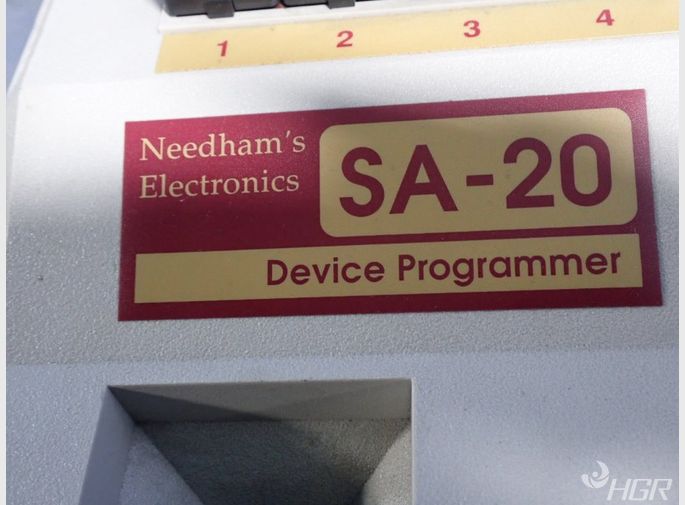 1 2 3 4
Needham's
Electronics
SA-20
Device Programmer
HGR